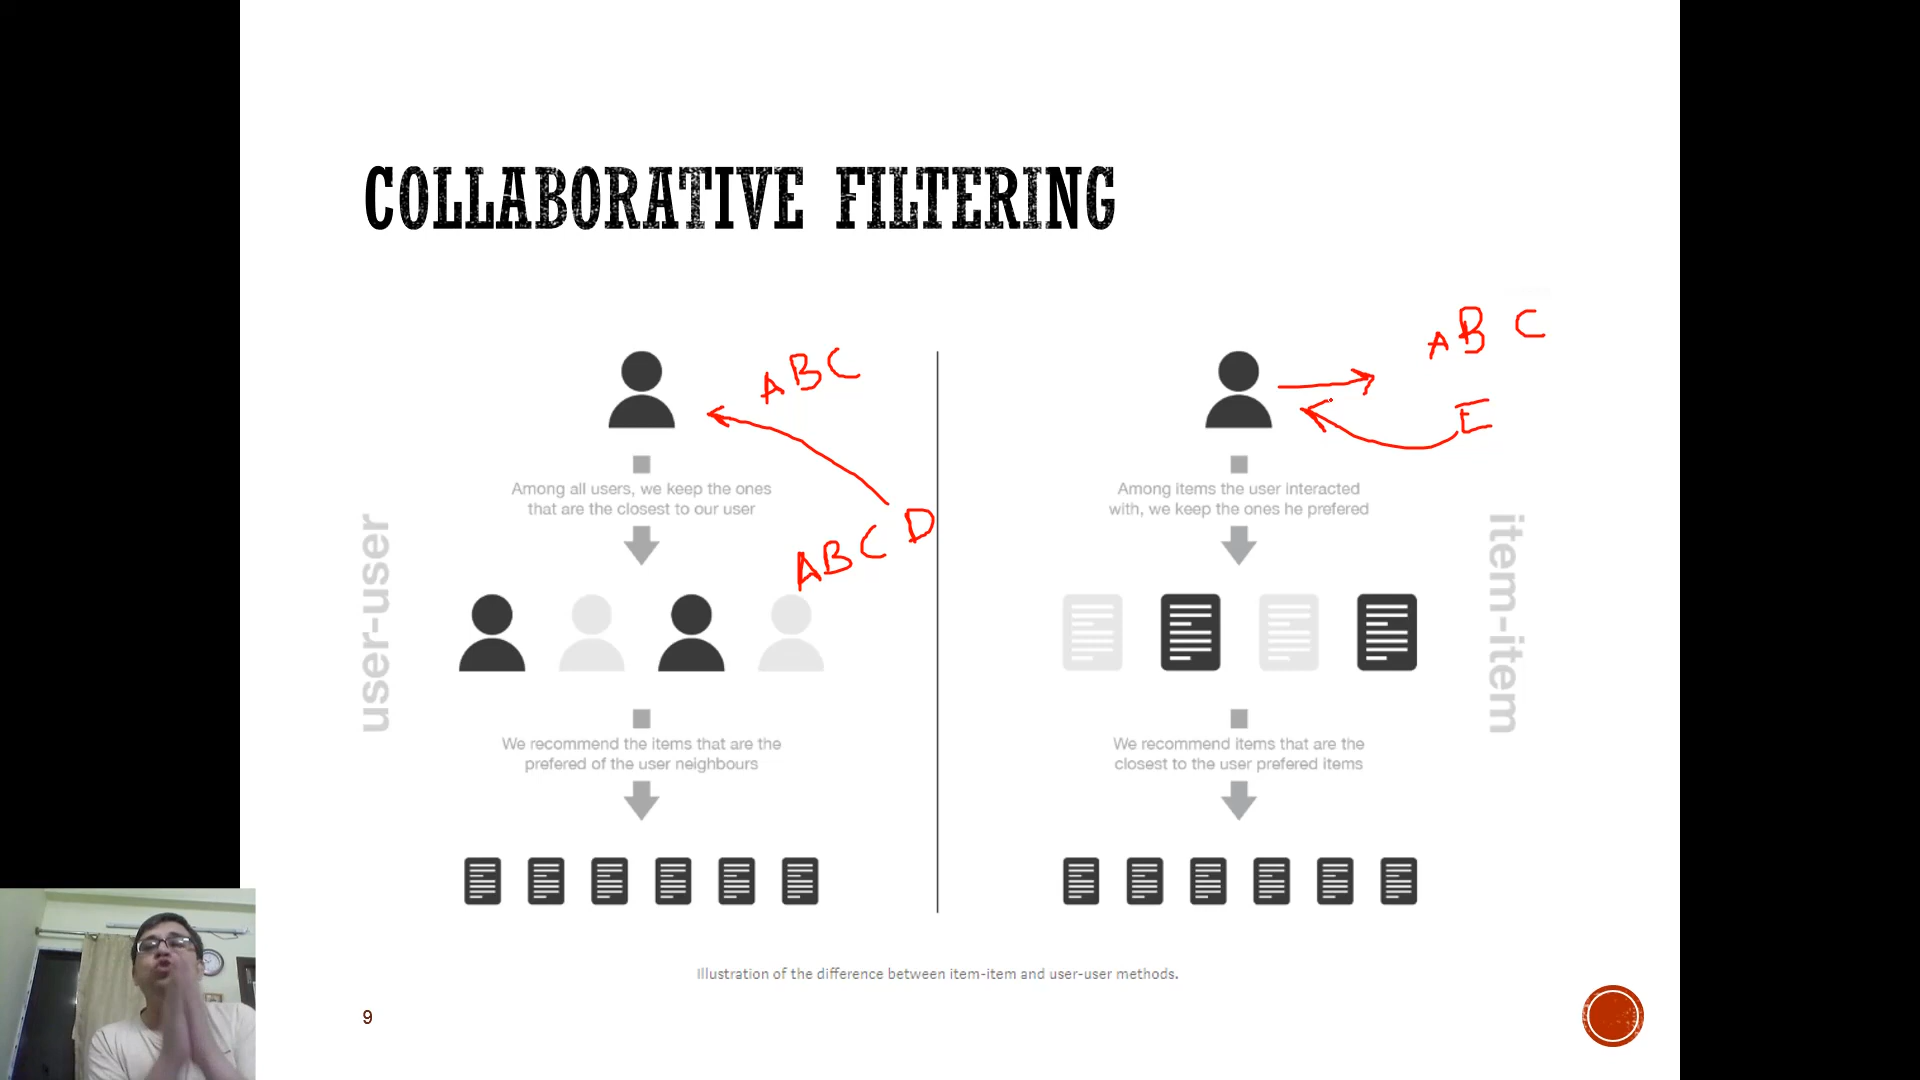 COLLABORATIVE FILTERING
ABC
Among all users, we keep the ones
that are the closest to our user
ABCD
user-user
We recommend the items that are the
prefered of the user neighbours
ABC
E
Among items the user interacted
with, we keep the ones he prefered
item-item
We recommend items that are the
closest to the user prefered items
Illustration of the difference between item-item and user-user methods.
9